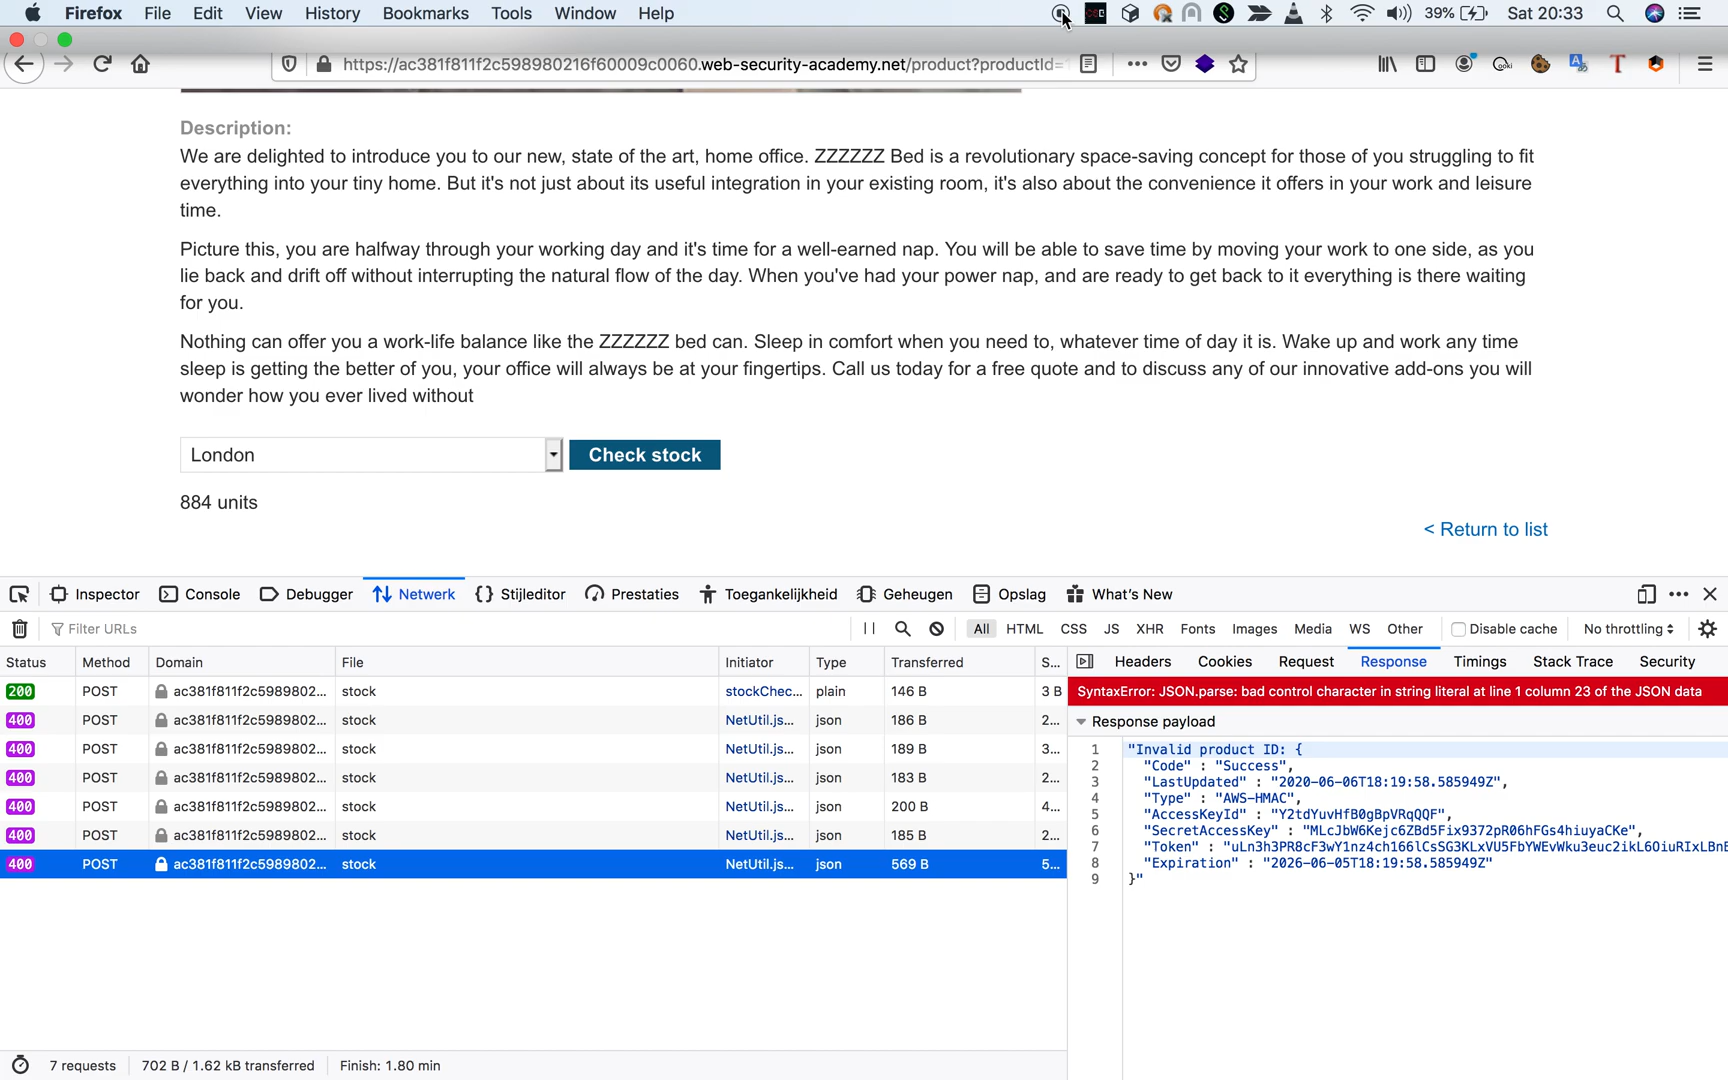 Firefox File Edit View History Bookmarks Tools Window Help 39% Sat 20:33
https://ac381f811f2c598980216f60009c0060.web-security-academy.net/product?productId=
Description:
We are delighted to introduce you to our new, state of the art, home office. ZZZZZZ Bed is a revolutionary space-saving concept for those of you struggling to fit
everything into your tiny home. But it's not just about its useful integration in your existing room, it's also about the convenience it offers in your work and leisure
time.
Picture this, you are halfway through your working day and it's time for a well-earned nap. You will be able to save time by moving your work to one side, as you
lie back and drift off without interrupting the natural flow of the day. When you've had your power nap, and are ready to get back to it everything is there waiting
for you.
Nothing can offer you a work-life balance like the ZZZZZZ bed can. Sleep in comfort when you need to, whatever time of day it is. Wake up and work any time
sleep is getting the better of you, your office will always be at your fingertips. Call us today for a free quote and to discuss any of our innovative add-ons you will
wonder how you ever lived without
London Check stock
884 units
< Return to list
Inspector Console Debugger Netwerk Stijleditor Prestaties Toegankelijkheid Geheugen Opslag What's New
Filter URLs All HTML CSS JS XHR Fonts Images Media WS Other Disable cache No throttling
Status Method Domain File Initiator Type Transferred S... Headers Cookies Request Response Timings Stack Trace Security
200 POST ac381f811f2c5989802... stock stockChec... plain 146 B 3 B
SyntaxError: JSON.parse: bad control character in string literal at line 1 column 23 of the JSON data
400 POST ac381f811f2c5989802... stock NetUtil.js... json 186 B 2...
400 POST ac381f811f2c5989802... stock NetUtil.js... json 189 B 3...
400 POST ac381f811f2c5989802... stock NetUtil.js... json 183 B 2...
400 POST ac381f811f2c5989802... stock NetUtil.js... json 200 B 4...
400 POST ac381f811f2c5989802... stock NetUtil.js... json 185 B 2...
400 POST ac381f811f2c5989802... stock NetUtil.js... json 569 B 5...
Response payload
1 "Invalid product ID: {
2 "Code" : "Success",
3 "LastUpdated" : "2020-06-06T18:19:58.585949Z",
4 "Type" : "AWS-HMAC",
5 "AccessKeyId" : "Y2tdYuvHfB0gBpVRqQQF",
6 "SecretAccessKey" : "MLcJbW6Kejc6ZBd5Fix9372pR06hFGs4hiuyaCKe",
7 "Token" : "uLn3h3PR8cF3wY1nz4ch166lCsSG3KLxVU5FbYWEvWku3euc2ikL6OiuRIxLBnE
8 "Expiration" : "2026-06-05T18:19:58.585949Z"
9 }"
7 requests 702 B / 1.62 kB transferred Finish: 1.80 min